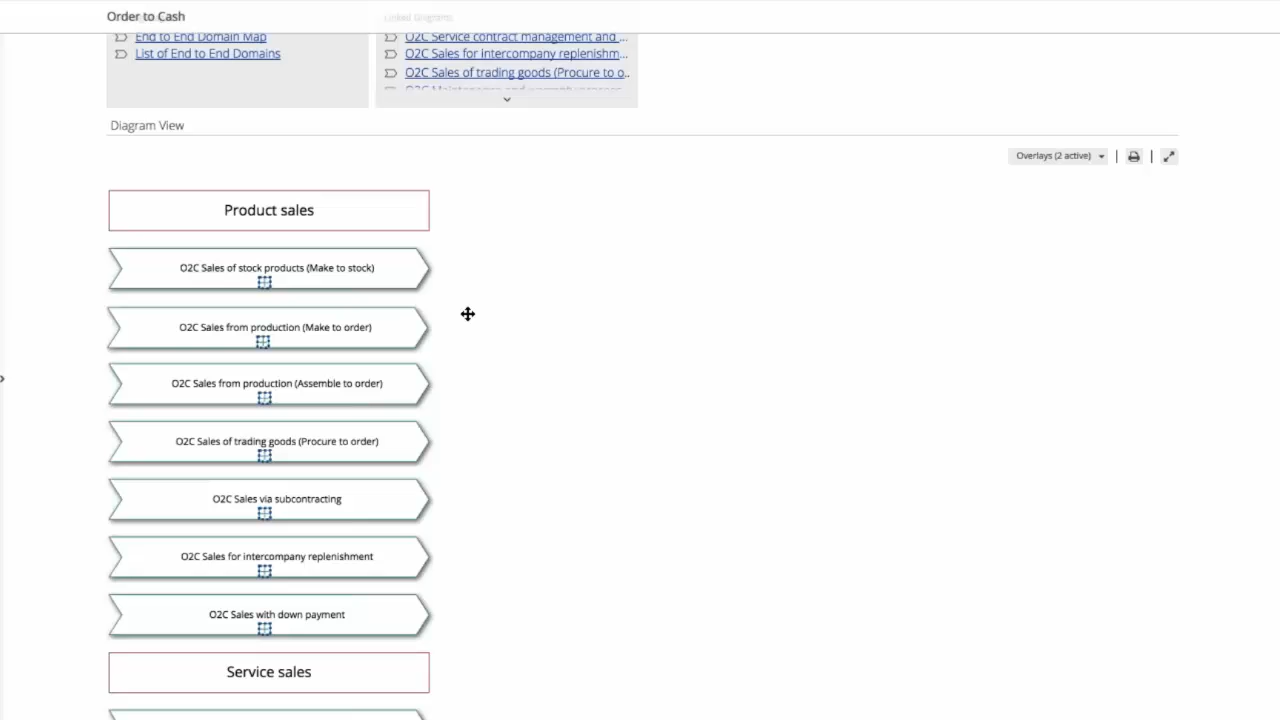 Order to Cash
Linked Diagrams
End to End Domain Map
O2C Service contract management and ...
List of End to End Domains
O2C Sales for intercompany replenishm...
O2C Sales of trading goods (Procure to o...
Diagram View
Overlays (2 active)
Product sales
O2C Sales of stock products (Make to stock)
O2C Sales from production (Make to order)
O2C Sales from production (Assemble to order)
O2C Sales of trading goods (Procure to order)
O2C Sales via subcontracting
O2C Sales for intercompany replenishment
O2C Sales with down payment
Service sales